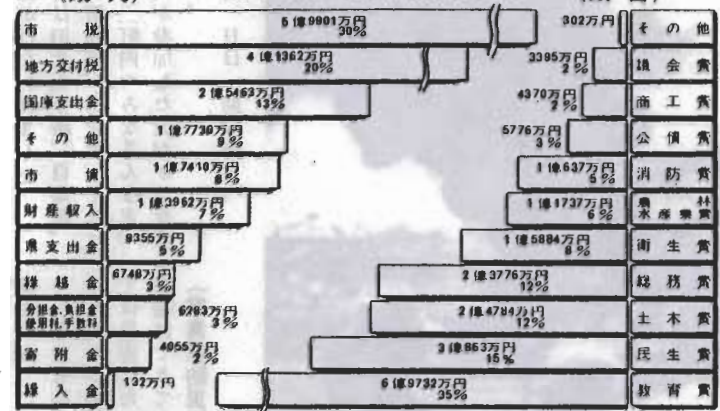 市税 5億9901万円 30%
302万円 その他
地方交付税 4億1362万円 20%
3395万円 2% 議会費
国庫支出金 2億5463万円 13%
4370万円 2% 商工費
その他 1億7739万円 9%
5776万円 3% 公債費
市債 1億7410万円 8%
1億637万円 5% 消防費
財産収入 1億3962万円 7%
1億1737万円 6% 農林水産業費
県支出金 9355万円 5%
1億5884万円 8% 衛生費
繰越金 6748万円 3%
2億3776万円 12% 総務費
分担金、負担金
使用料、手数料 6283万円 3%
2億4784万円 12% 土木費
寄附金 4055万円 2%
3億863万円 15% 民生費
繰入金 132万円
6億9732万円 35% 教育費